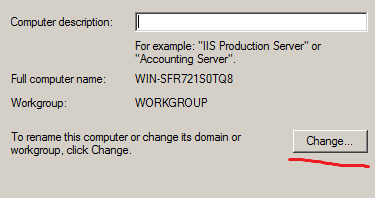 Computer description:
For example: "IIS Production Server" or
"Accounting Server".
Full computer name: WIN-SFR721S0TQ8
Workgroup: WORKGROUP
To rename this computer or change its domain or
workgroup, click Change.
Change...